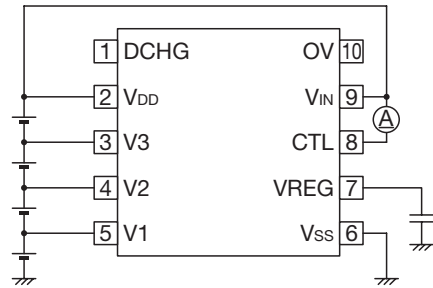 1 DCHG OV 10
2 VDD VIN 9
A
3 V3 CTL 8
4 V2 VREG 7
5 V1 VSS 6